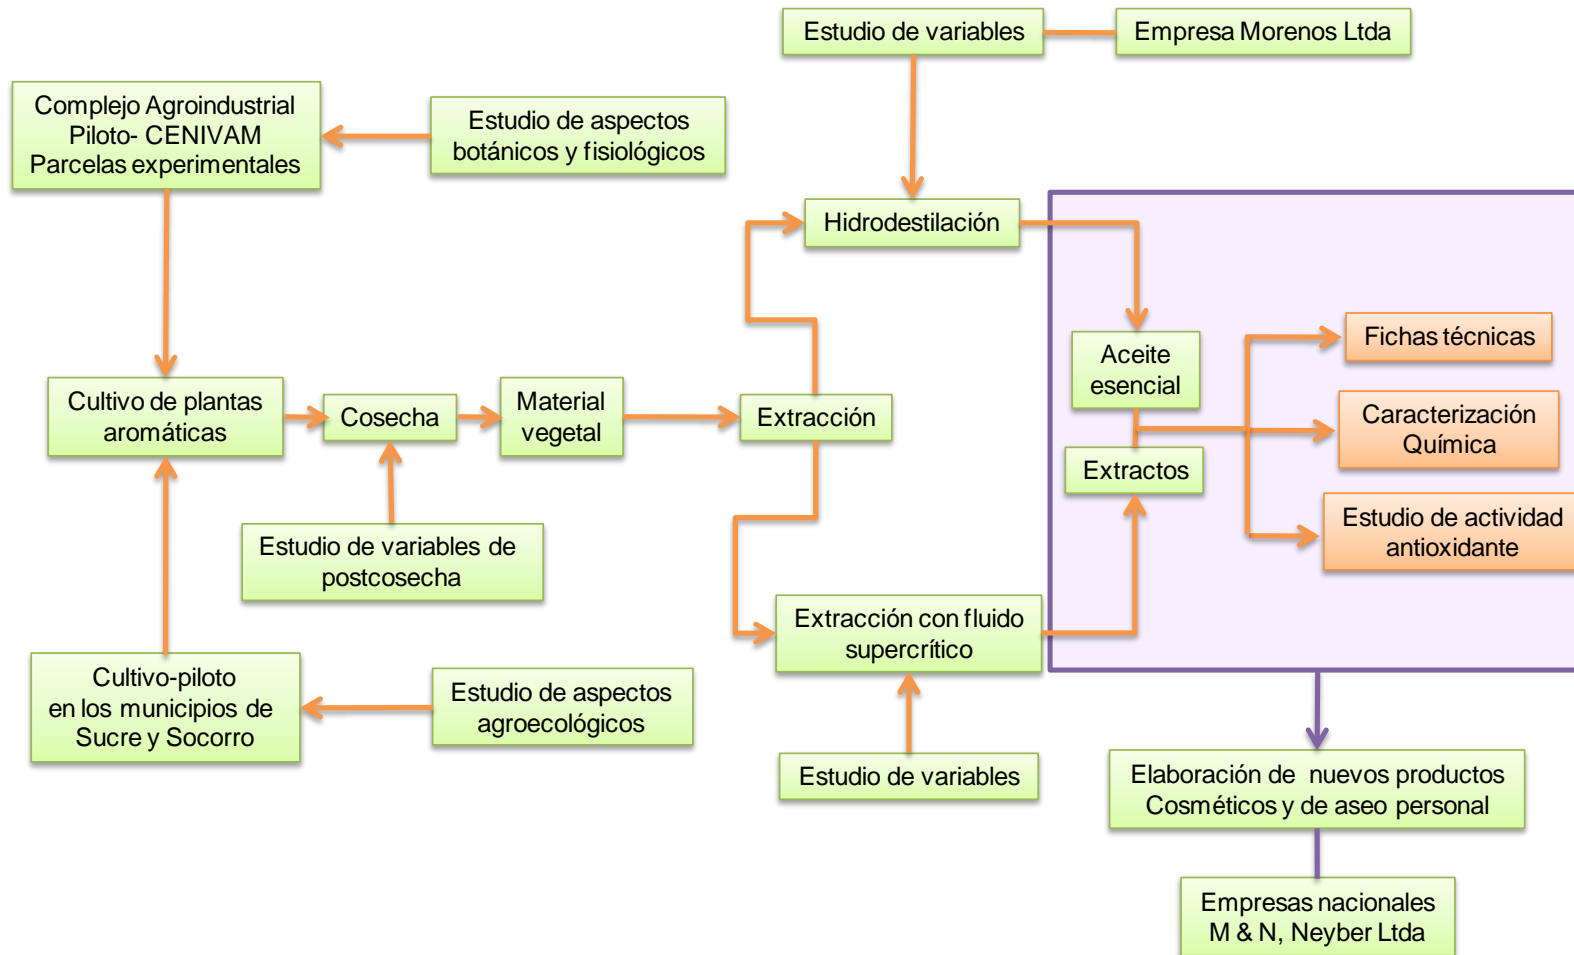 Estudio de variables
Empresa Morenos Ltda
Complejo Agroindustrial
Piloto- CENIVAM
Parcelas experimentales
Estudio de aspectos
botánicos y fisiológicos
Hidrodestilación
Fichas técnicas
Aceite
esencial
Cultivo de plantas
aromáticas
Cosecha
Material
vegetal
Extracción
Caracterización
Química
Extractos
Estudio de actividad
antioxidante
Estudio de variables de
postcosecha
Extracción con fluido
supercrítico
Cultivo-piloto
en los municipios de
Sucre y Socorro
Estudio de aspectos
agroecológicos
Estudio de variables
Elaboración de nuevos productos
Cosméticos y de aseo personal
Empresas nacionales
M & N, Neyber Ltda